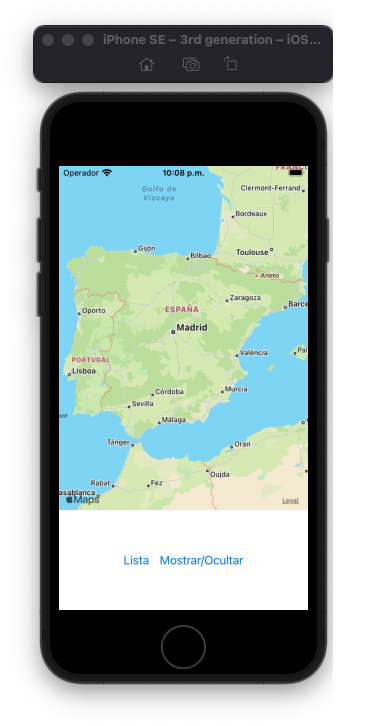 iPhone SE – 3rd generation – iOS...
Operador 10:08 p.m.
Golfo de
Vizcaya
Clermont-Ferrand
Bordeaux
Gijón
Bilbao
Toulouse
Aneto
Zaragoza
Oporto
ESPAÑA
Barce
Madrid
PORTUGAL
València
Pal
Lisboa
Córdoba
Murcia
Sevilla
Málaga
Tánger
Oran
Oujda
Rabat
Fez
asablanca
Maps
Legal
Lista Mostrar/Ocultar